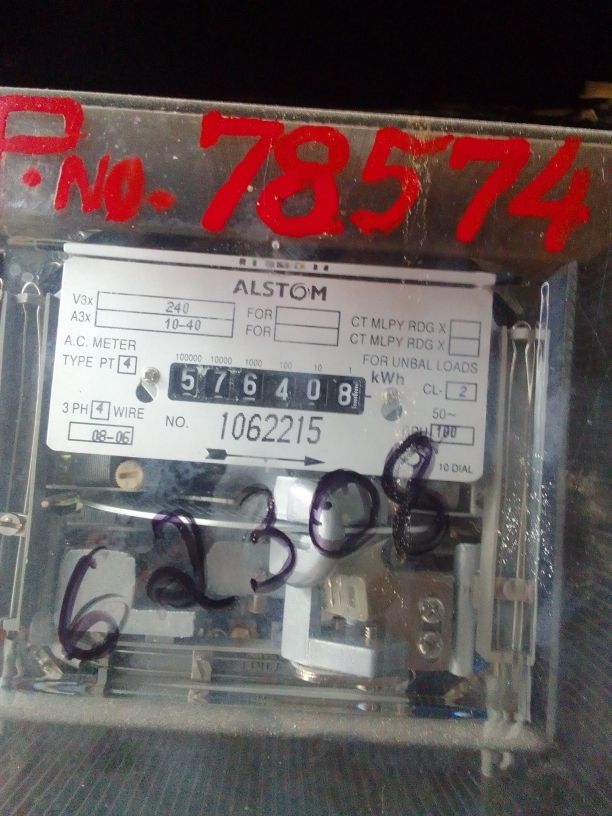 P.NO. 78574
ALSTOM
V3x 240 FOR CT MLPY RDG X
A3x 10-40 FOR CT MLPY RDG X
A.C. METER FOR UNBAL LOADS
TYPE PT 4
100000 10000 1000 100 10 1
576408 kWh CL- 2
3 PH 4 WIRE NO. 1062215 50~
08-06 100
10 DIAL
62308